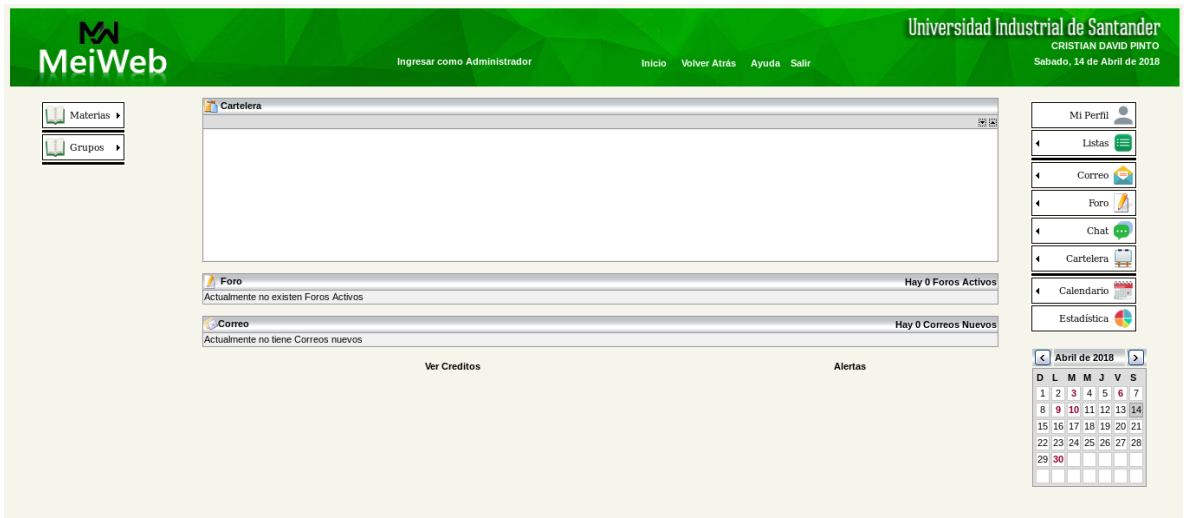 Universidad Industrial de Santander
MeiWeb
CRISTIAN DAVID PINTO
Ingresar como Administrador Inicio Volver Atrás Ayuda Salir Sabado, 14 de Abril de 2018
Materias
Grupos
Cartelera
Foro Hay 0 Foros Activos
Actualmente no existen Foros Activos
Correo Hay 0 Correos Nuevos
Actualmente no tiene Correos nuevos
Ver Creditos Alertas
Mi Perfil
Listas
Correo
Foro
Chat
Cartelera
Calendario
Estadística
Abril de 2018
D L M M J V S
1 2 3 4 5 6 7
8 9 10 11 12 13 14
15 16 17 18 19 20 21
22 23 24 25 26 27 28
29 30